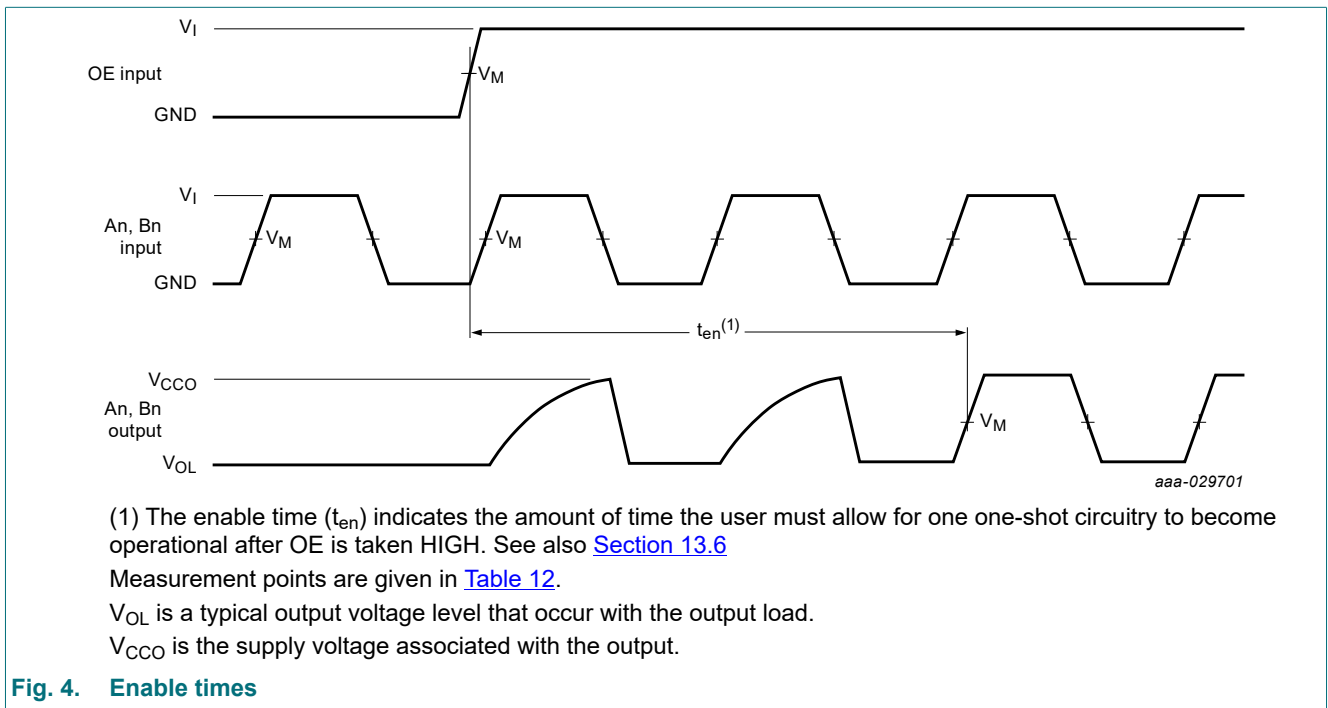 VI
OE input
VM
GND
VI
An, Bn
input
VM
VM
GND
ten(1)
VCCO
An, Bn
output
VM
VOL
aaa-029701
(1) The enable time (ten) indicates the amount of time the user must allow for one one-shot circuitry to become
operational after OE is taken HIGH. See also Section 13.6
Measurement points are given in Table 12.
VOL is a typical output voltage level that occur with the output load.
VCCO is the supply voltage associated with the output.
Fig. 4. Enable times